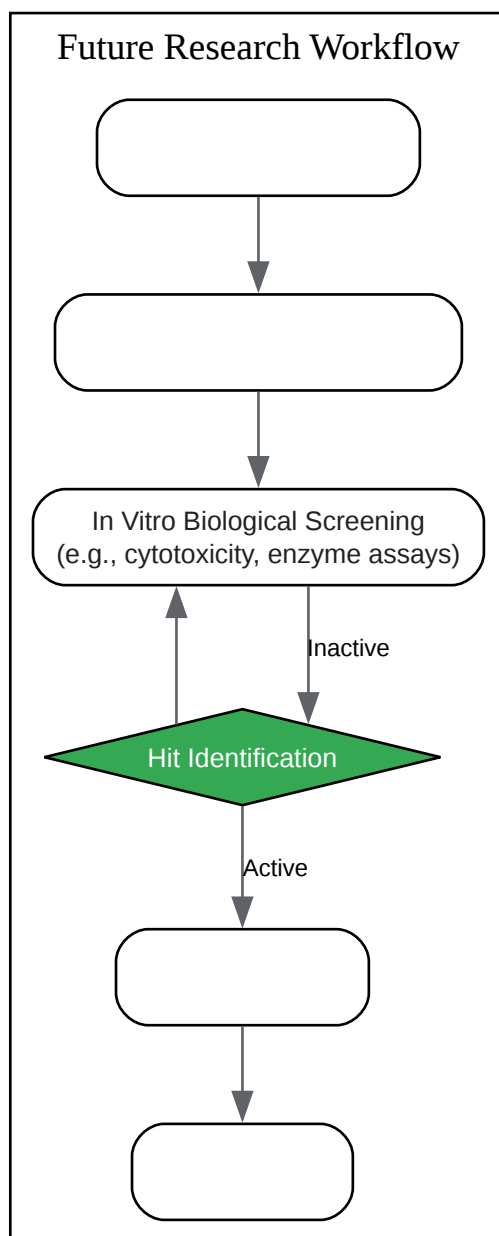 Future Research Workflow
In Vitro Biological Screening
(e.g., cytotoxicity, enzyme assays)
Inactive
Hit Identification
Active